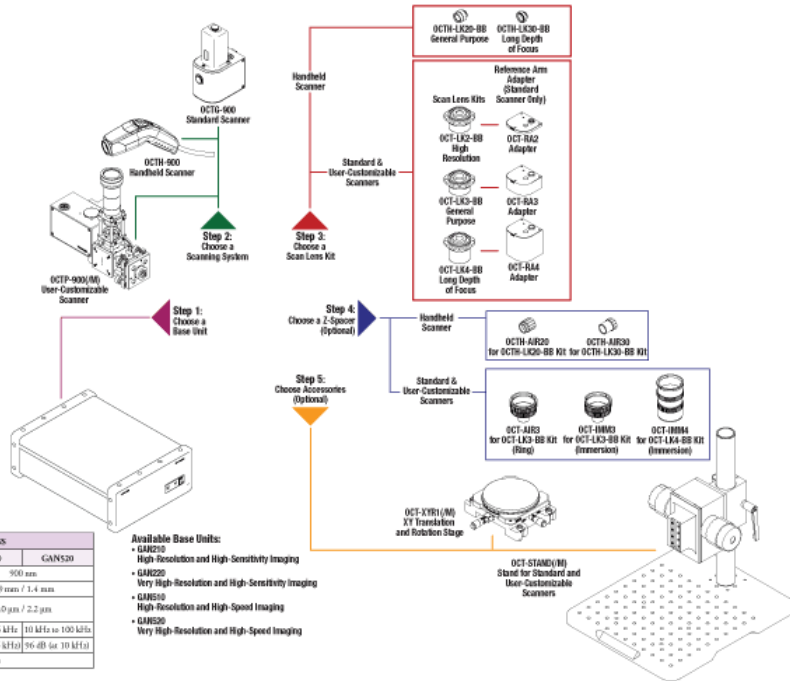 OCTH-LK20-BB
General Purpose
OCTH-LK30-BB
Long Depth
of Focus
Handheld
Scanner
Reference Arm
Adapter
(Standard
Scanner Only)
Scan Lens Kits
OCTG-900
Standard Scanner
OCT-LK2-BB
High
Resolution
OCT-RA2
Adapter
OCTH-900
Handheld Scanner
Standard &
User-Customizable
Scanners
OCT-LK3-BB
General
Purpose
OCT-RA3
Adapter
Step 2:
Choose a
Scanning System
Step 3:
Choose a
Scan Lens Kit
OCT-LK4-BB
Long Depth
of Focus
OCT-RA4
Adapter
OCTP-900(/M)
User-Customizable
Scanner
Step 1:
Choose a
Base Unit
Step 4:
Choose a Z-Spacer
(Optional)
Handheld
Scanner
OCTH-AIR20
for OCTH-LK20-BB Kit
OCTH-AIR30
for OCTH-LK30-BB Kit
Step 5:
Choose Accessories
(Optional)
Standard &
User-Customizable
Scanners
OCT-AIR3
for OCT-LK3-BB Kit
(Ring)
OCT-IMM3
for OCT-LK3-BB Kit
(Immersion)
OCT-IMM4
for OCT-LK4-BB Kit
(Immersion)
OCT-XYR1(/M)
XY Translation
and Rotation Stage
OCT-STAND(/M)
Stand for Standard and
User-Customizable
Scanners
Available Base Units:
• GAN210
High-Resolution and High-Sensitivity Imaging
• GAN220
Very High-Resolution and High-Sensitivity Imaging
• GAN510
High-Resolution and High-Speed Imaging
• GAN520
Very High-Resolution and High-Speed Imaging
GAN520
900 nm
mm / 1.4 mm
µm / 2.2 µm
kHz 10 kHz to 100 kHz
kHz) 96 dB (at 10 kHz)